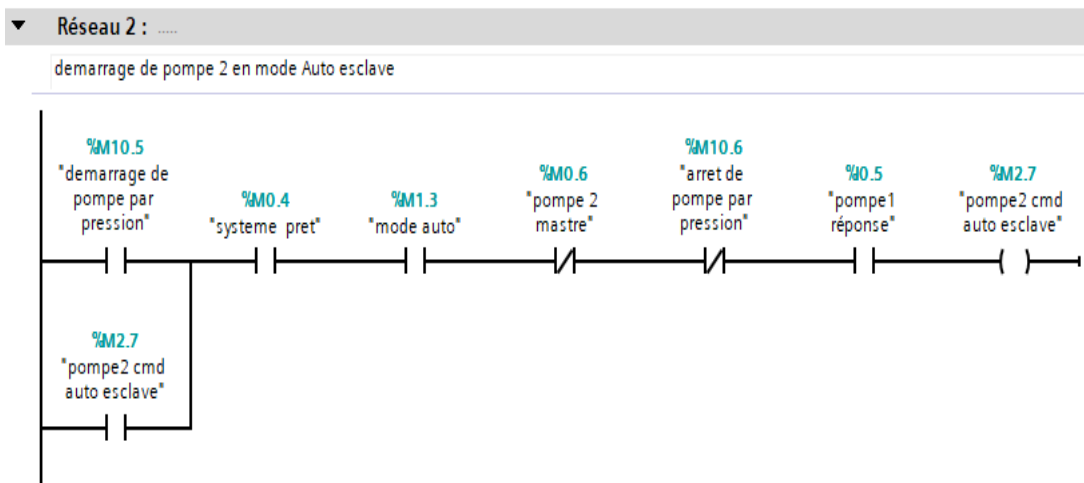 Réseau 2 : .....
demarrage de pompe 2 en mode Auto esclave
%M10.5
"demarrage de
pompe par
pression"
%M0.4
"systeme pret"
%M1.3
"mode auto"
%M0.6
"pompe 2
mastre"
%M10.6
"arret de
pompe par
pression"
%I0.5
"pompe1
réponse"
%M2.7
"pompe2 cmd
auto esclave"
%M2.7
"pompe2 cmd
auto esclave"